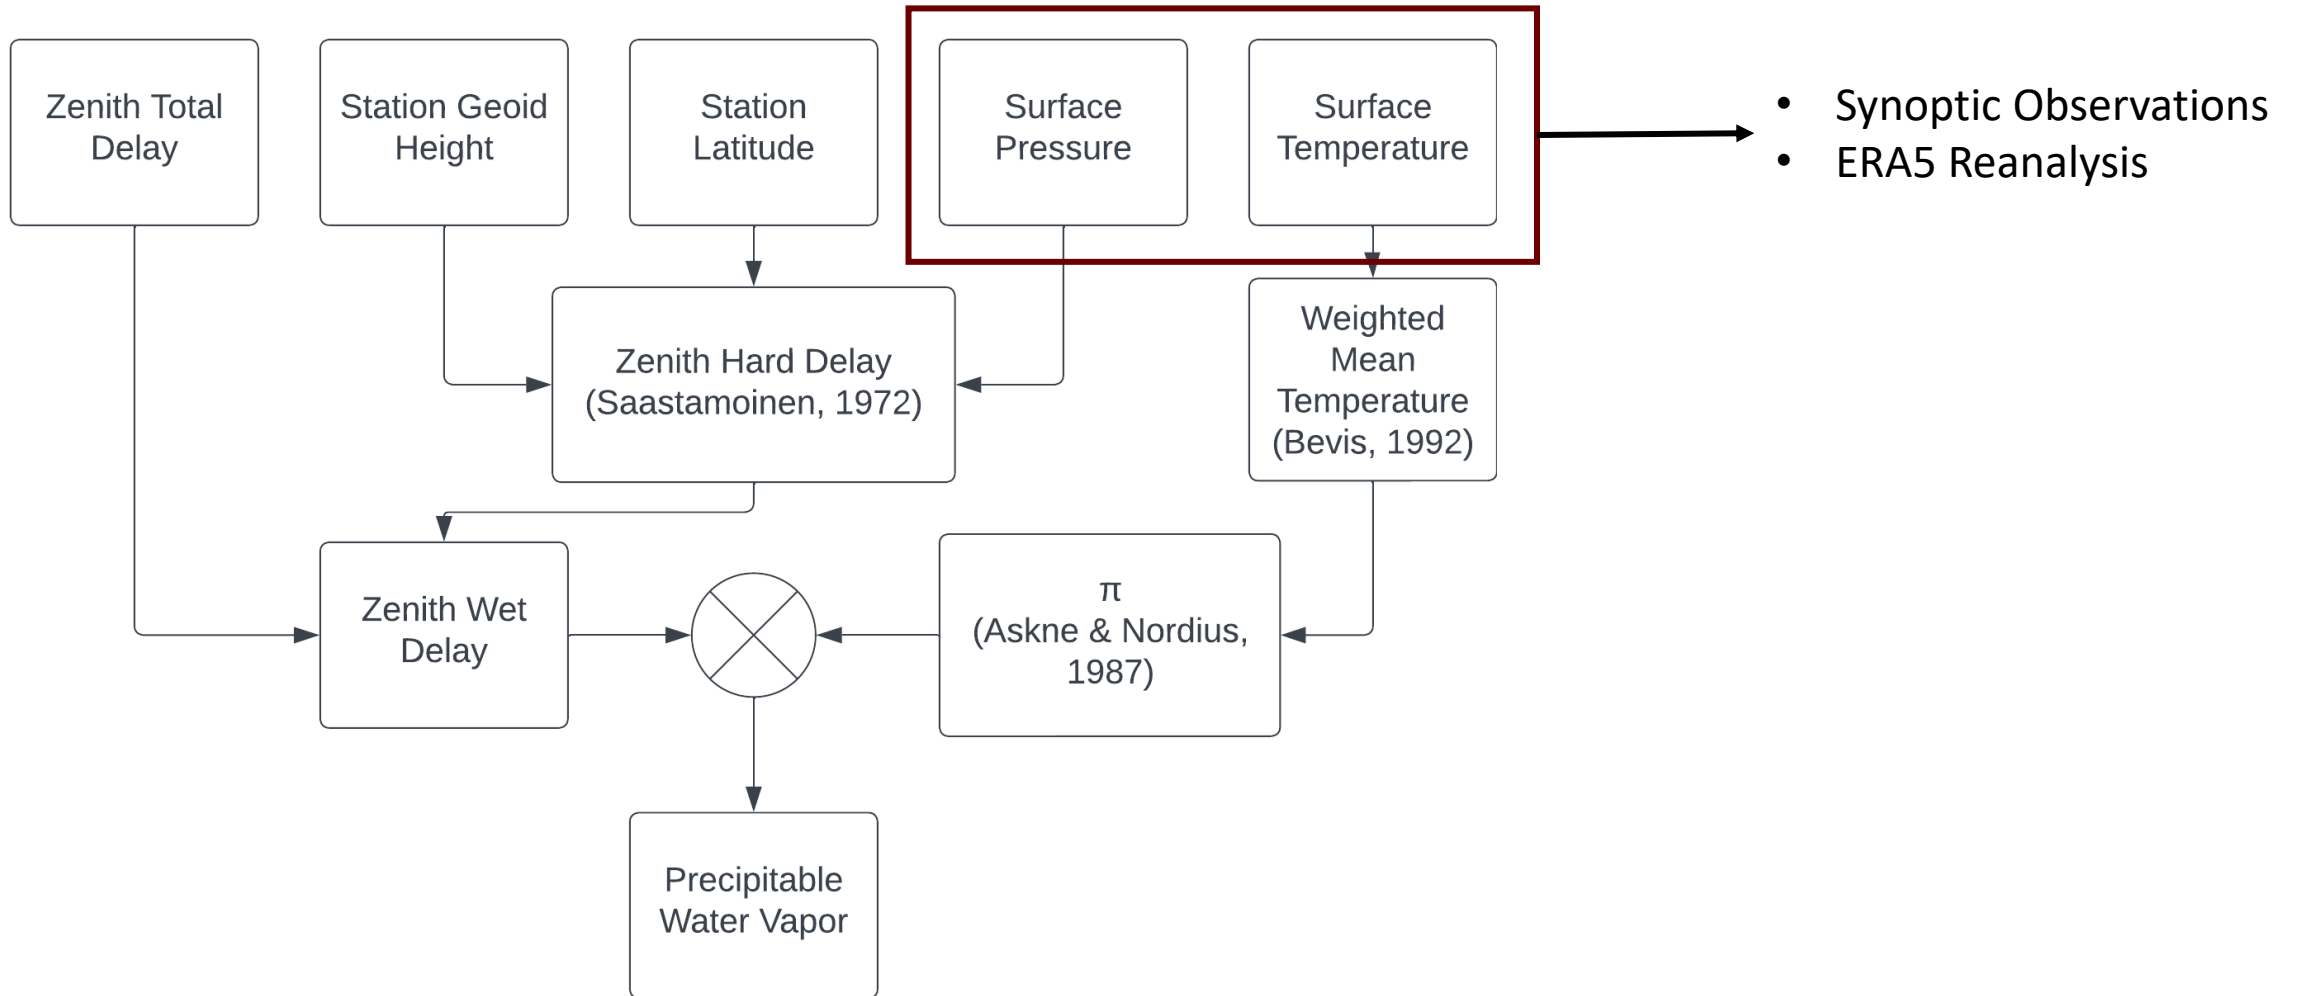 Zenith Total
Delay
Station Geoid
Height
Station
Latitude
Surface
Pressure
Surface
Temperature
• Synoptic Observations
• ERA5 Reanalysis
Zenith Hard Delay
(Saastamoinen, 1972)
Weighted
Mean
Temperature
(Bevis, 1992)
Zenith Wet
Delay
π
(Askne & Nordius,
1987)
Precipitable
Water Vapor